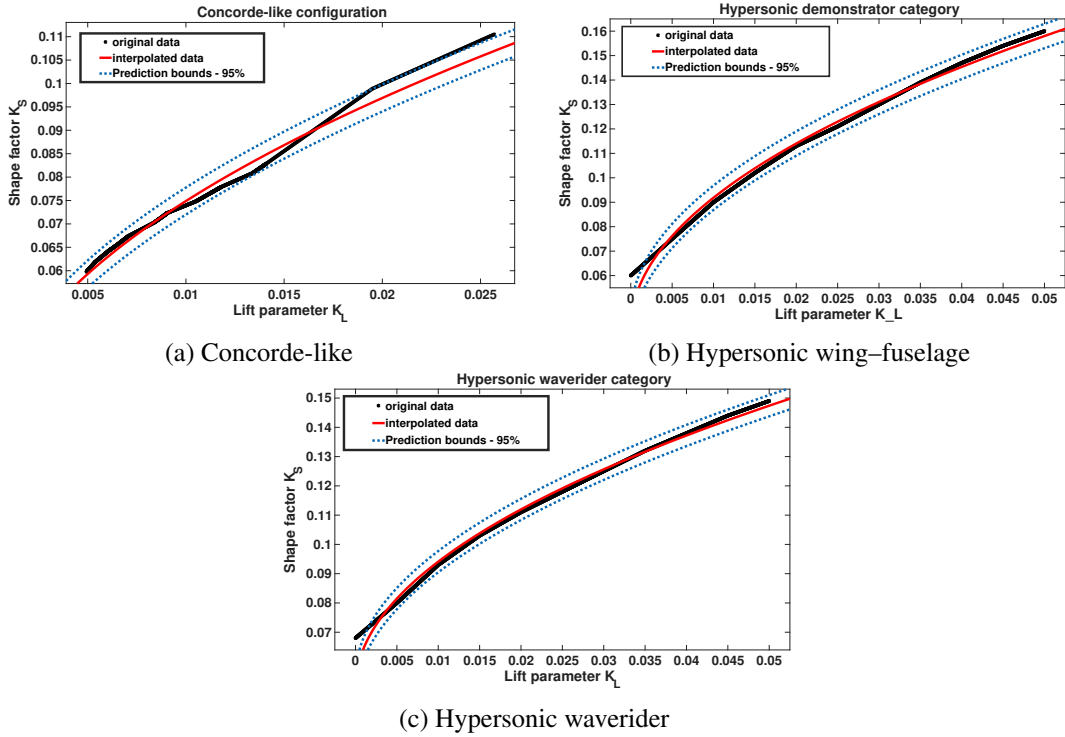 Concorde-like configuration
original data
interpolated data
Prediction bounds - 95%
Shape factor K_S
0.11
0.105
0.1
0.095
0.09
0.085
0.08
0.075
0.07
0.065
0.06
0.005 0.01 0.015 0.02 0.025
Lift parameter K_L
(a) Concorde-like
Hypersonic demonstrator category
original data
interpolated data
Prediction bounds - 95%
Shape factor K_S
0.16
0.15
0.14
0.13
0.12
0.11
0.1
0.09
0.08
0.07
0.06
0 0.005 0.01 0.015 0.02 0.025 0.03 0.035 0.04 0.045 0.05
Lift parameter K_L
(b) Hypersonic wing–fuselage
Hypersonic waverider category
original data
interpolated data
Prediction bounds - 95%
Shape factor K_S
0.15
0.14
0.13
0.12
0.11
0.1
0.09
0.08
0.07
0 0.005 0.01 0.015 0.02 0.025 0.03 0.035 0.04 0.045 0.05
Lift parameter K_L
(c) Hypersonic waverider